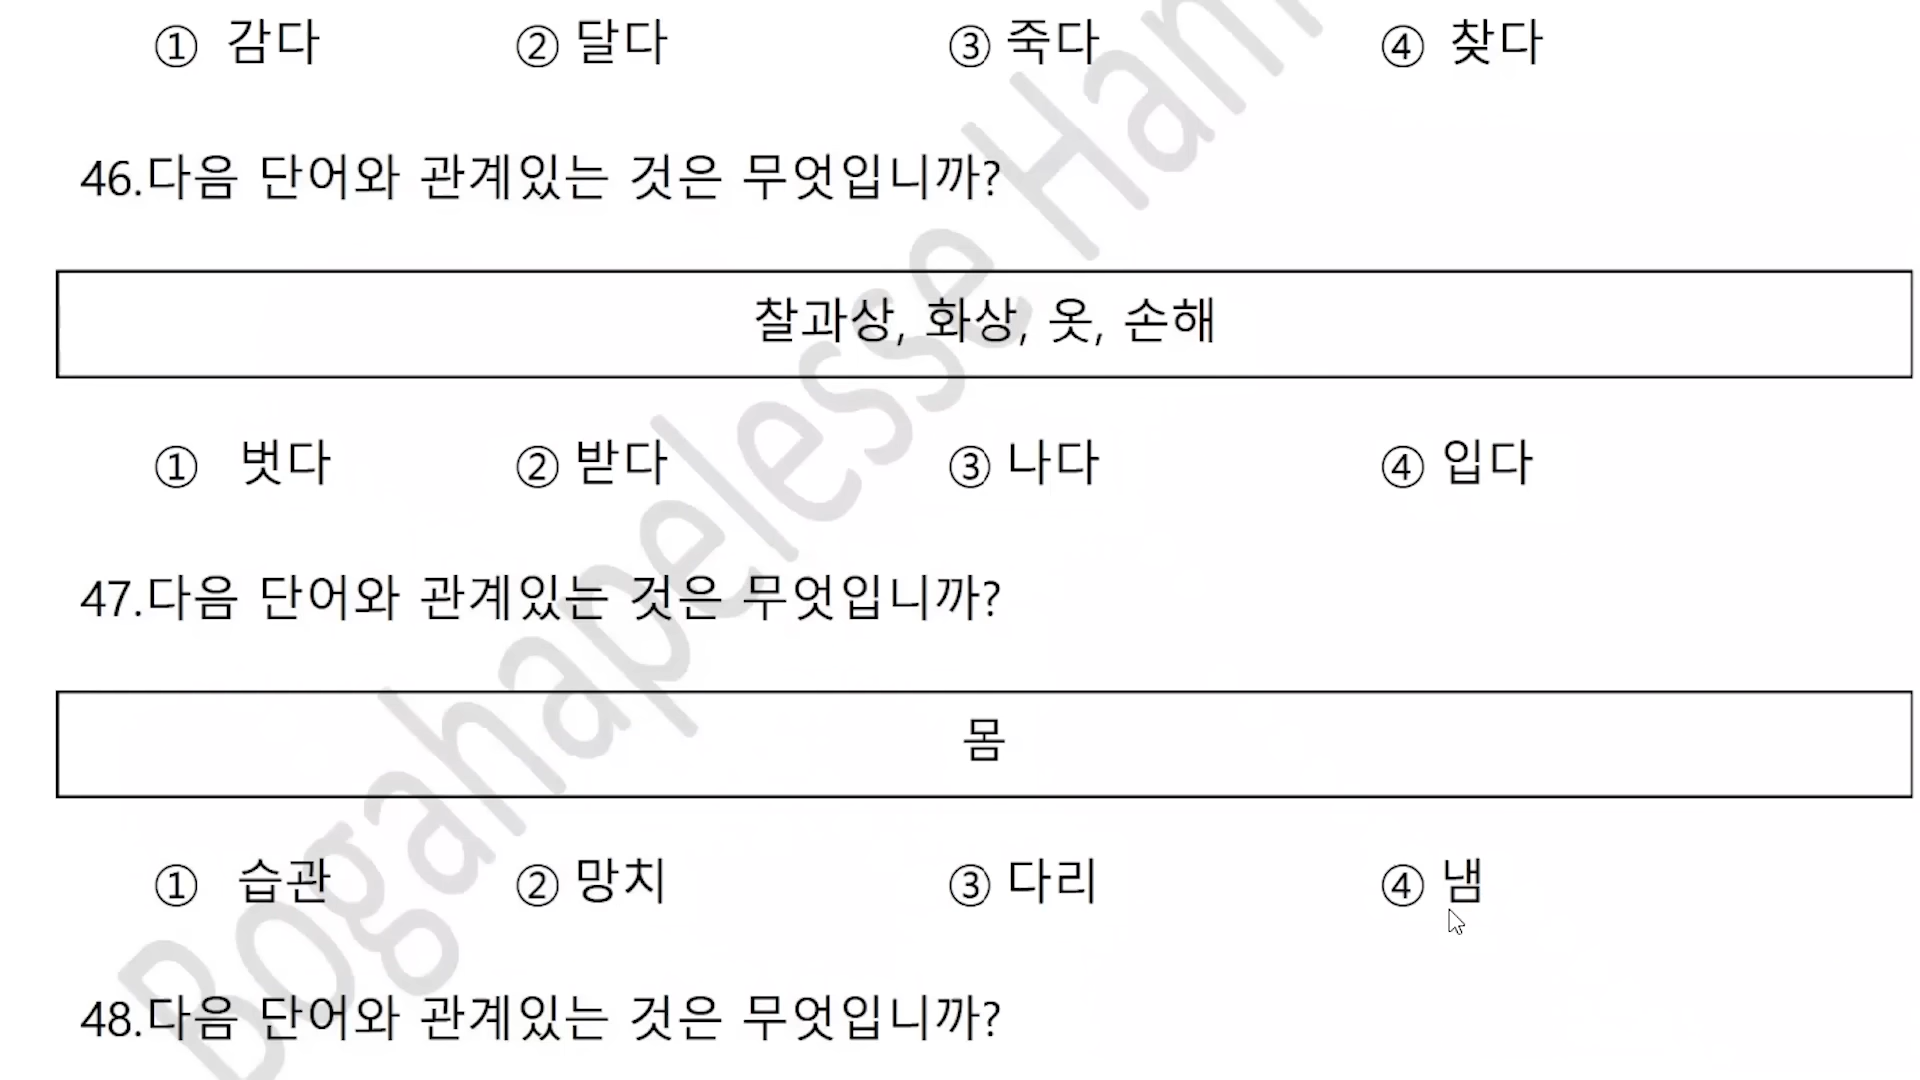 ① 감다 ② 달다 ③ 죽다 ④ 찾다
46.다음 단어와 관계있는 것은 무엇입니까?
찰과상, 화상, 옷, 손해
① 벗다 ② 받다 ③ 나다 ④ 입다
47.다음 단어와 관계있는 것은 무엇입니까?
몸
① 습관 ② 망치 ③ 다리 ④ 냄
48.다음 단어와 관계있는 것은 무엇입니까?
Bogahapelesse Ham